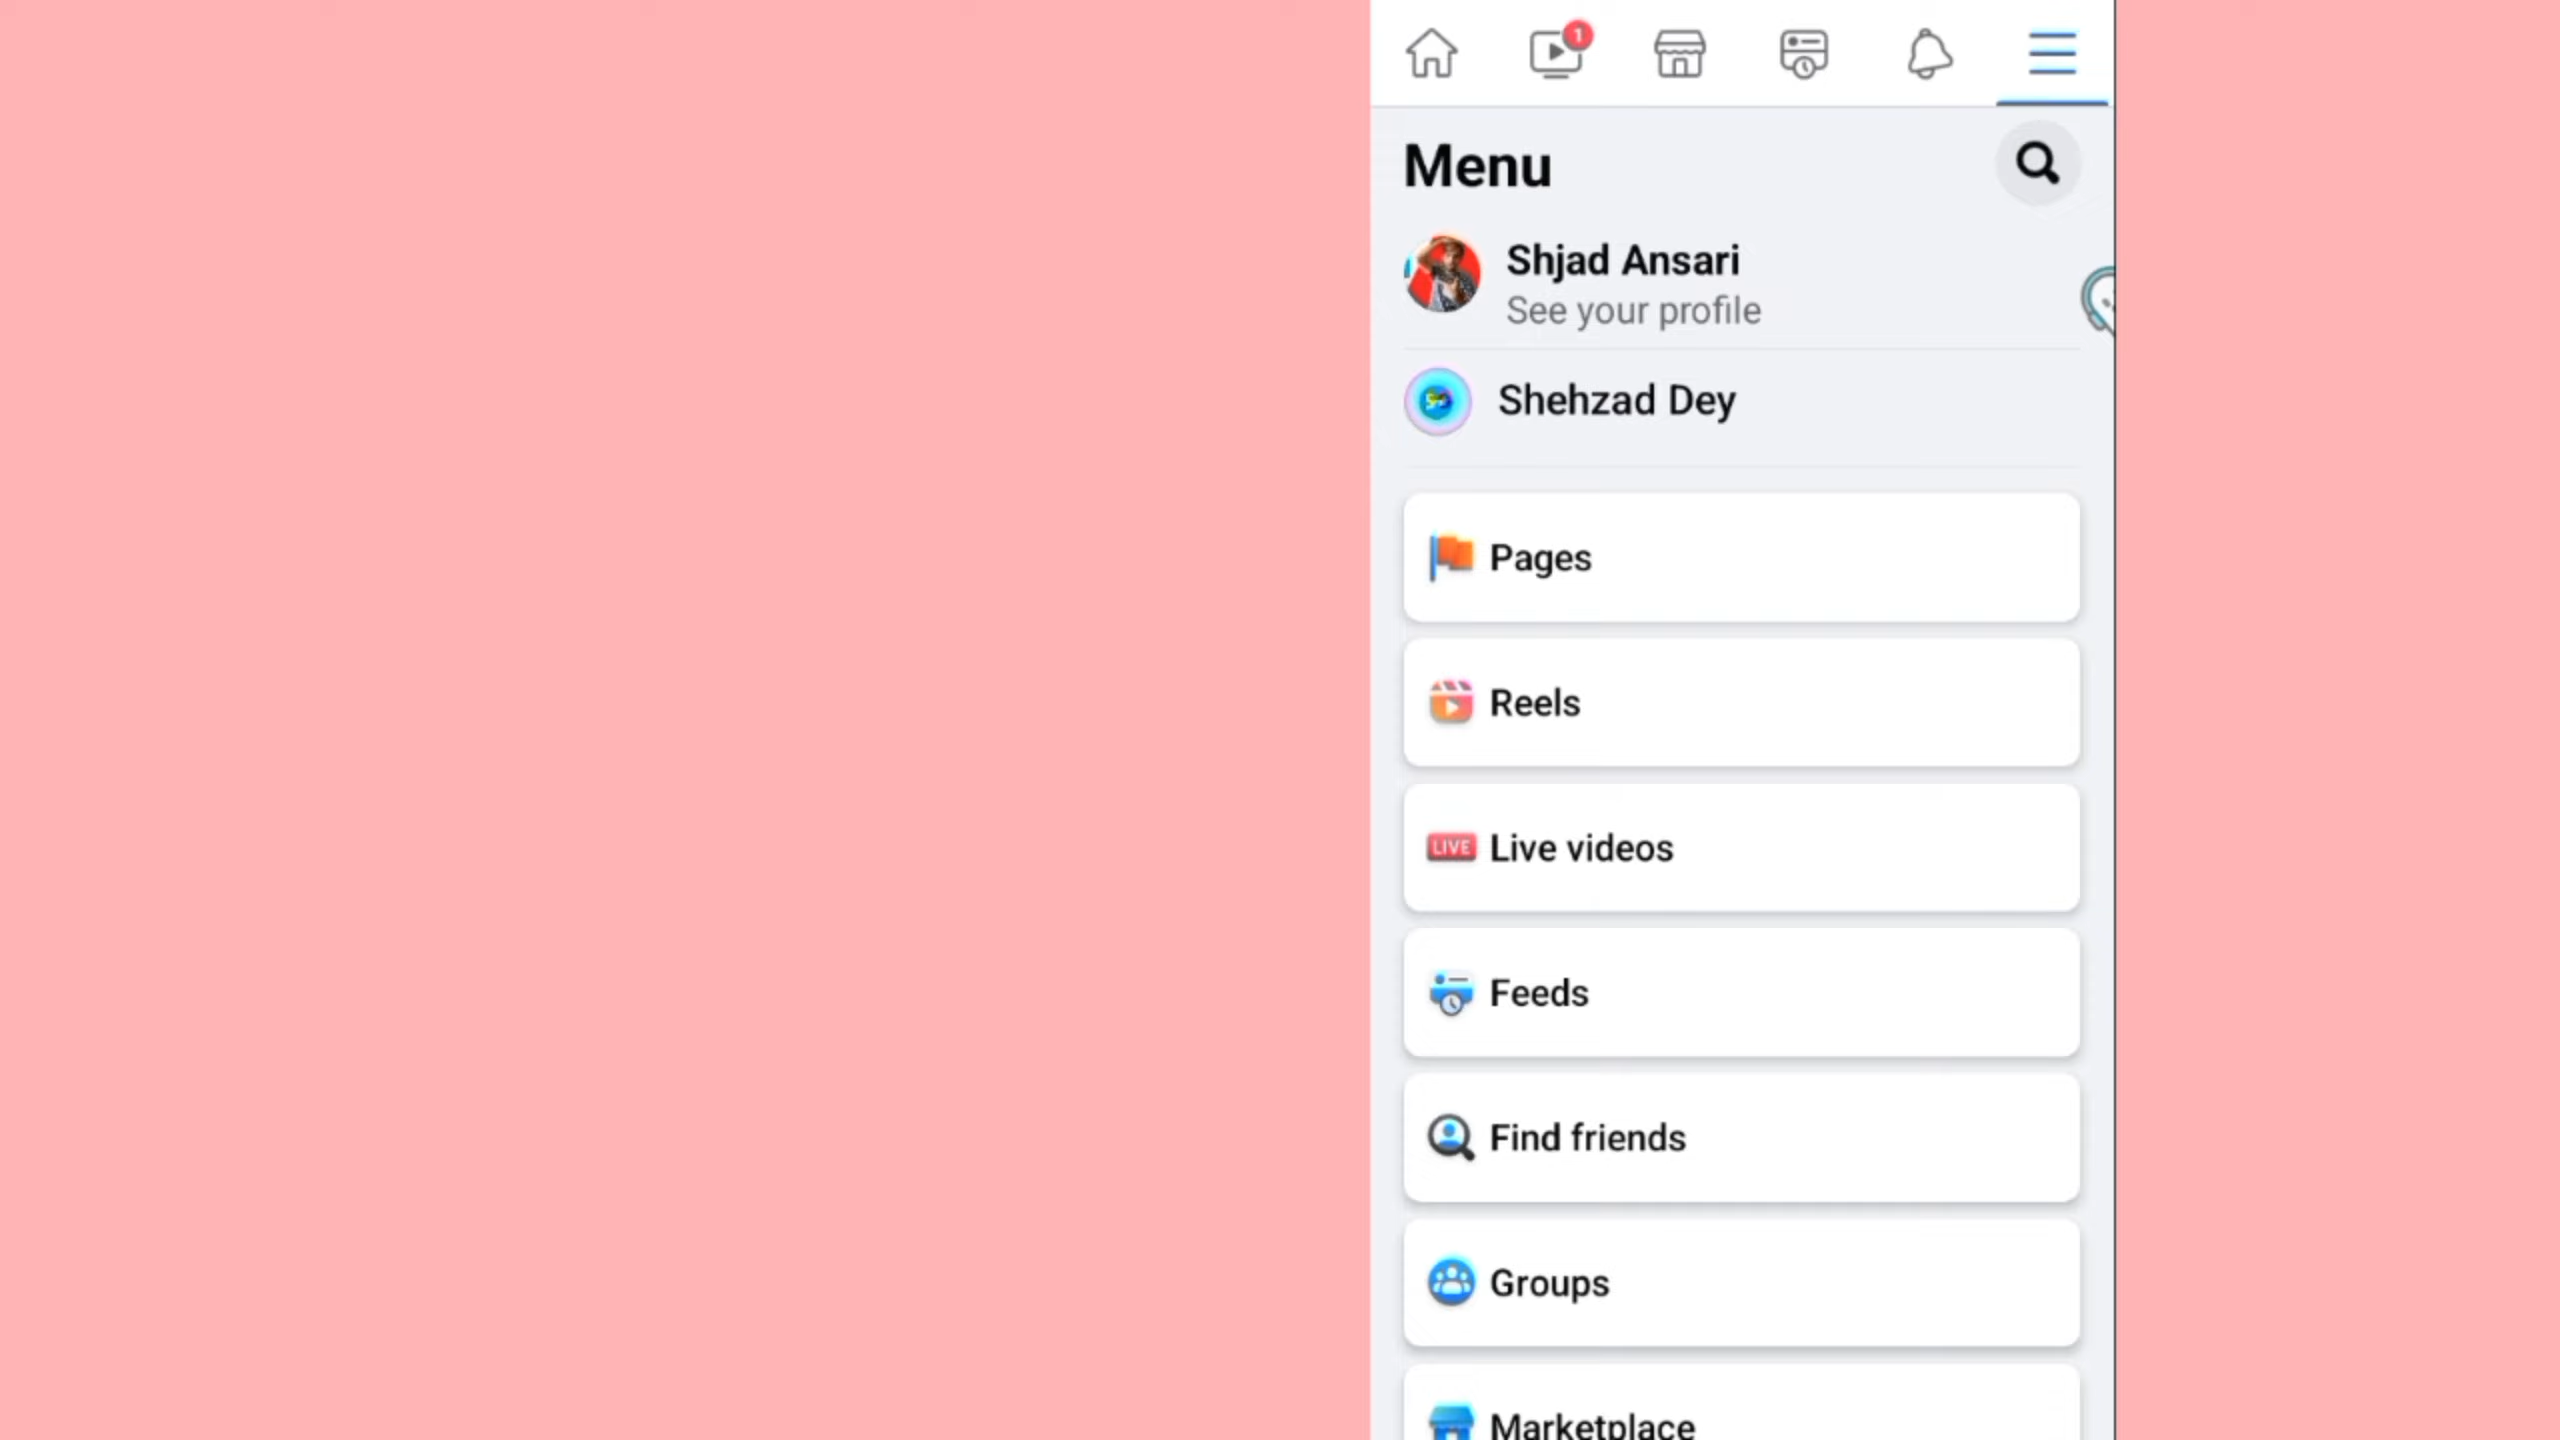 1
Menu
Shjad Ansari
See your profile
Shehzad Dey
Pages
Reels
LIVE Live videos
Feeds
Find friends
Groups
Marketplace